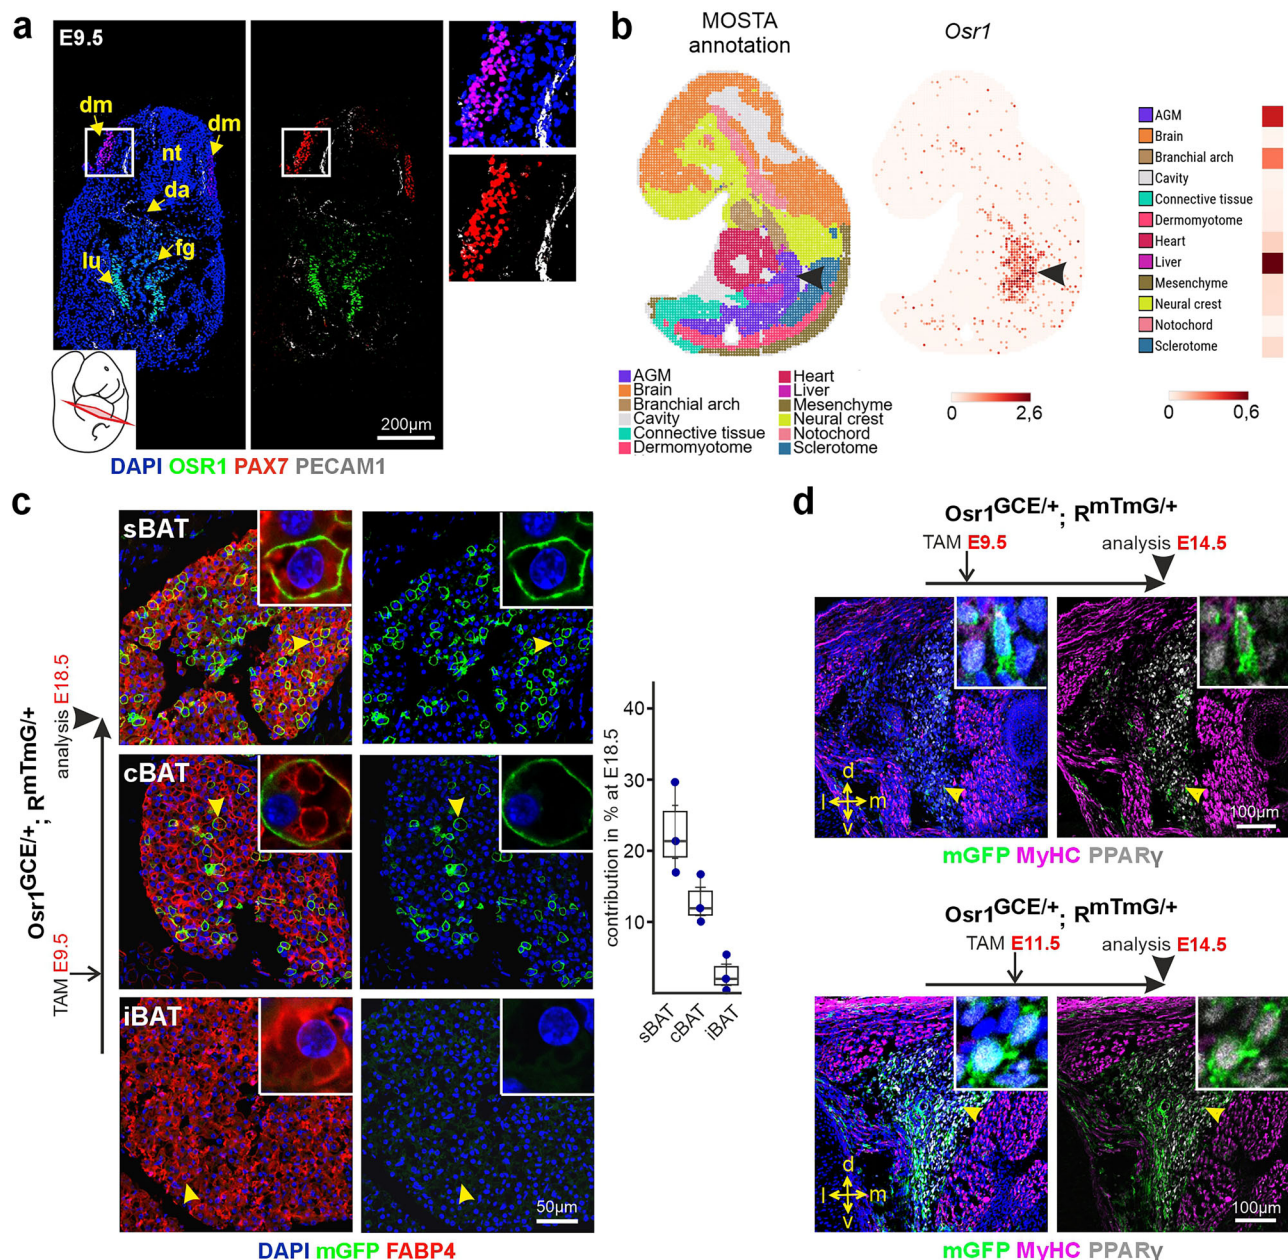 a
E9.5
dm
dm
nt
da
fg
lu
200µm
DAPI OSR1 PAX7 PECAM1
b
MOSTA
annotation
Osr1
AGM
Brain
Branchial arch
Cavity
Connective tissue
Dermomyotome
Heart
Liver
Mesenchyme
Neural crest
Notochord
Sclerotome
AGM
Brain
Branchial arch
Cavity
Connective tissue
Dermomyotome
Heart
Liver
Mesenchyme
Neural crest
Notochord
Sclerotome
0 2,6
0 0,6
c
Osr1GCE/+; RmTmG/+
TAM E9.5
analysis E18.5
sBAT
cBAT
iBAT
50µm
DAPI mGFP FABP4
contribution in % at E18.5
40
30
20
10
sBAT
cBAT
iBAT
d
Osr1GCE/+; RmTmG/+
TAM E9.5
analysis E14.5
d
l m
v
100µm
mGFP MyHC PPARγ
Osr1GCE/+; RmTmG/+
TAM E11.5
analysis E14.5
d
l m
v
100µm
mGFP MyHC PPARγ